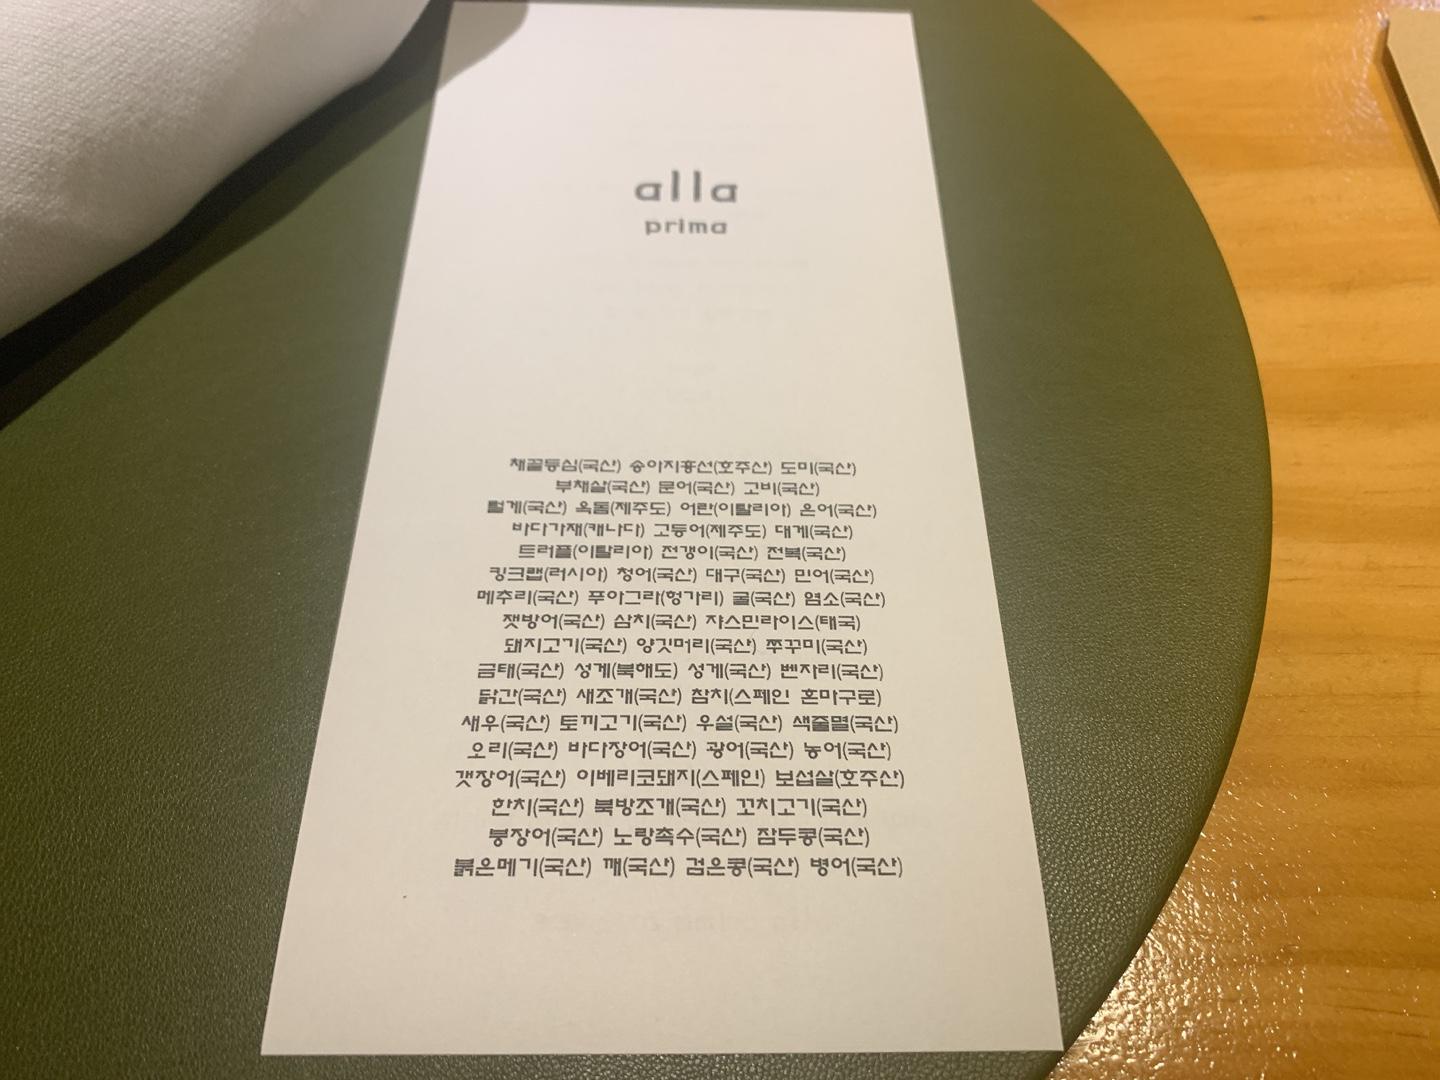 alla
prima
채끝등심(국산) 송아지흉선(호주산) 도미(국산)
부채살(국산) 문어(국산) 고비(국산)
털게(국산) 옥돔(제주도) 어란(이탈리아) 은어(국산)
바다가재(캐나다) 고등어(제주도) 대게(국산)
트러플(이탈리아) 전갱이(국산) 전복(국산)
킹크랩(러시아) 청어(국산) 대구(국산) 민어(국산)
메추리(국산) 푸아그라(헝가리) 굴(국산) 염소(국산)
잿방어(국산) 삼치(국산) 쟈스민라이스(태국)
돼지고기(국산) 양깃머리(국산) 쭈꾸미(국산)
금태(국산) 성게(북해도) 성게(국산) 벤자리(국산)
닭간(국산) 새조개(국산) 참치(스페인 혼마구로)
새우(국산) 토끼고기(국산) 우설(국산) 색줄멸(국산)
오리(국산) 바다장어(국산) 광어(국산) 농어(국산)
갯장어(국산) 이베리코돼지(스페인) 보섭살(호주산)
한치(국산) 북방조개(국산) 꼬치고기(국산)
붕장어(국산) 노랑촉수(국산) 잠두콩(국산)
붉은메기(국산) 깨(국산) 검은콩(국산) 병어(국산)